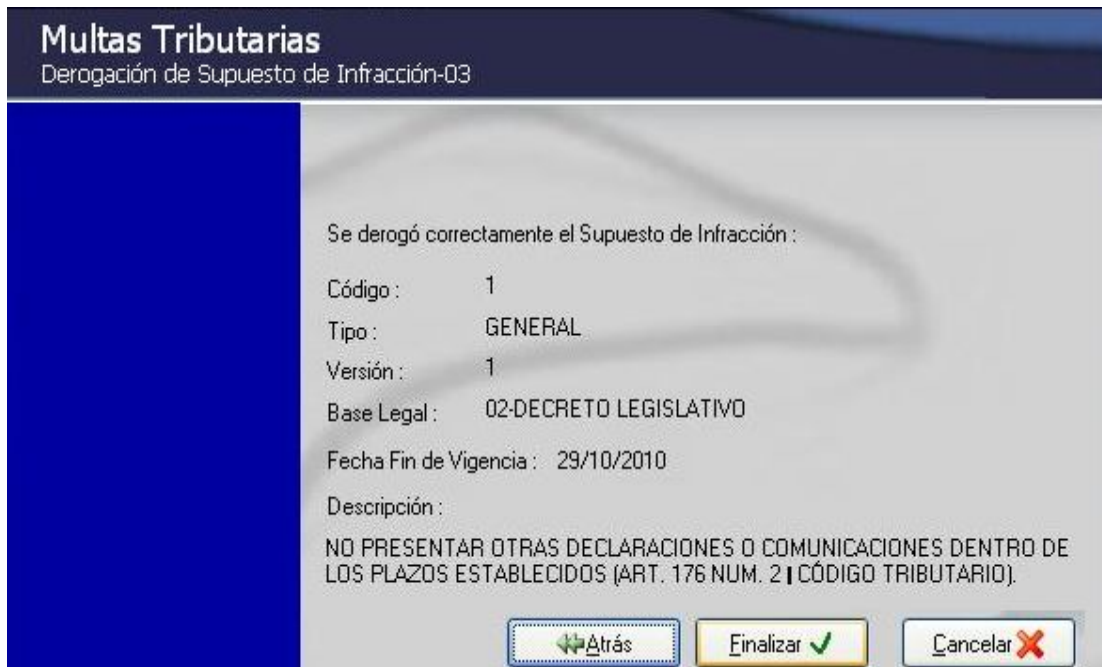 Multas Tributarias
Derogación de Supuesto de Infracción-03
Se derogó correctamente el Supuesto de Infracción :
Código : 1
Tipo : GENERAL
Versión : 1
Base Legal : 02-DECRETO LEGISLATIVO
Fecha Fin de Vigencia : 29/10/2010
Descripción :
NO PRESENTAR OTRAS DECLARACIONES O COMUNICACIONES DENTRO DE
LOS PLAZOS ESTABLECIDOS (ART. 176 NUM. 2 | CÓDIGO TRIBUTARIO).
Atrás Finalizar Cancelar